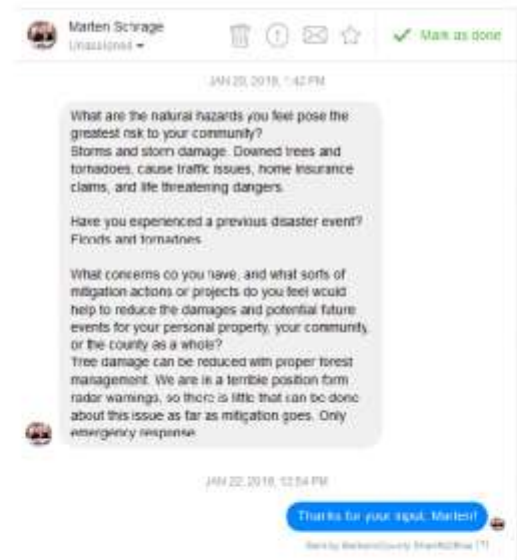 Marten Schrage
Unassigned
Mark as done
JAN 20, 2018, 1:42 PM
What are the natural hazards you feel pose the
greatest risk to your community?
Storms and storm damage. Downed trees and
tornadoes, cause traffic issues, home insurance
claims, and life threatening dangers.
Have you experienced a previous disaster event?
Floods and tornadoes
What concerns do you have, and what sorts of
mitigation actions or projects do you feel would
help to reduce the damages and potential future
events for your personal property, your community,
or the county as a whole?
Tree damage can be reduced with proper forest
management. We are in a terrible position form
radar warnings, so there is little that can be done
about this issue as far as mitigation goes. Only
emergency response.
JAN 22, 2018, 12:54 PM
Thanks for your input, Marten!
Sent by